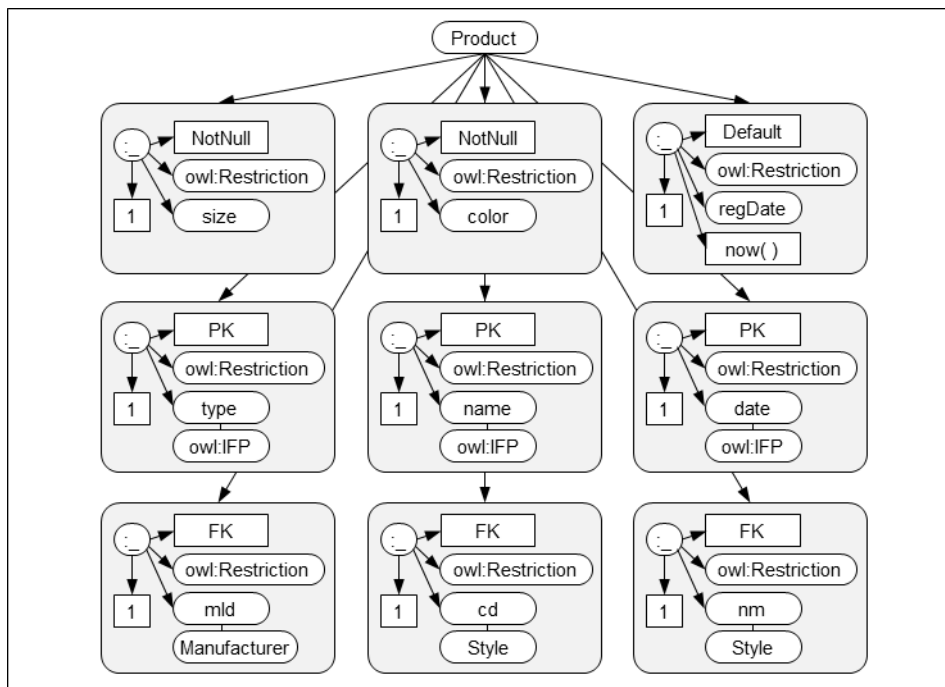 Product
:_
NotNull
owl:Restriction
1
size
:_
NotNull
owl:Restriction
1
color
:_
Default
owl:Restriction
1
regDate
now( )
:_
PK
owl:Restriction
1
type
owl:IFP
:_
PK
owl:Restriction
1
name
owl:IFP
:_
PK
owl:Restriction
1
date
owl:IFP
:_
FK
owl:Restriction
1
mId
Manufacturer
:_
FK
owl:Restriction
1
cd
Style
:_
FK
owl:Restriction
1
nm
Style